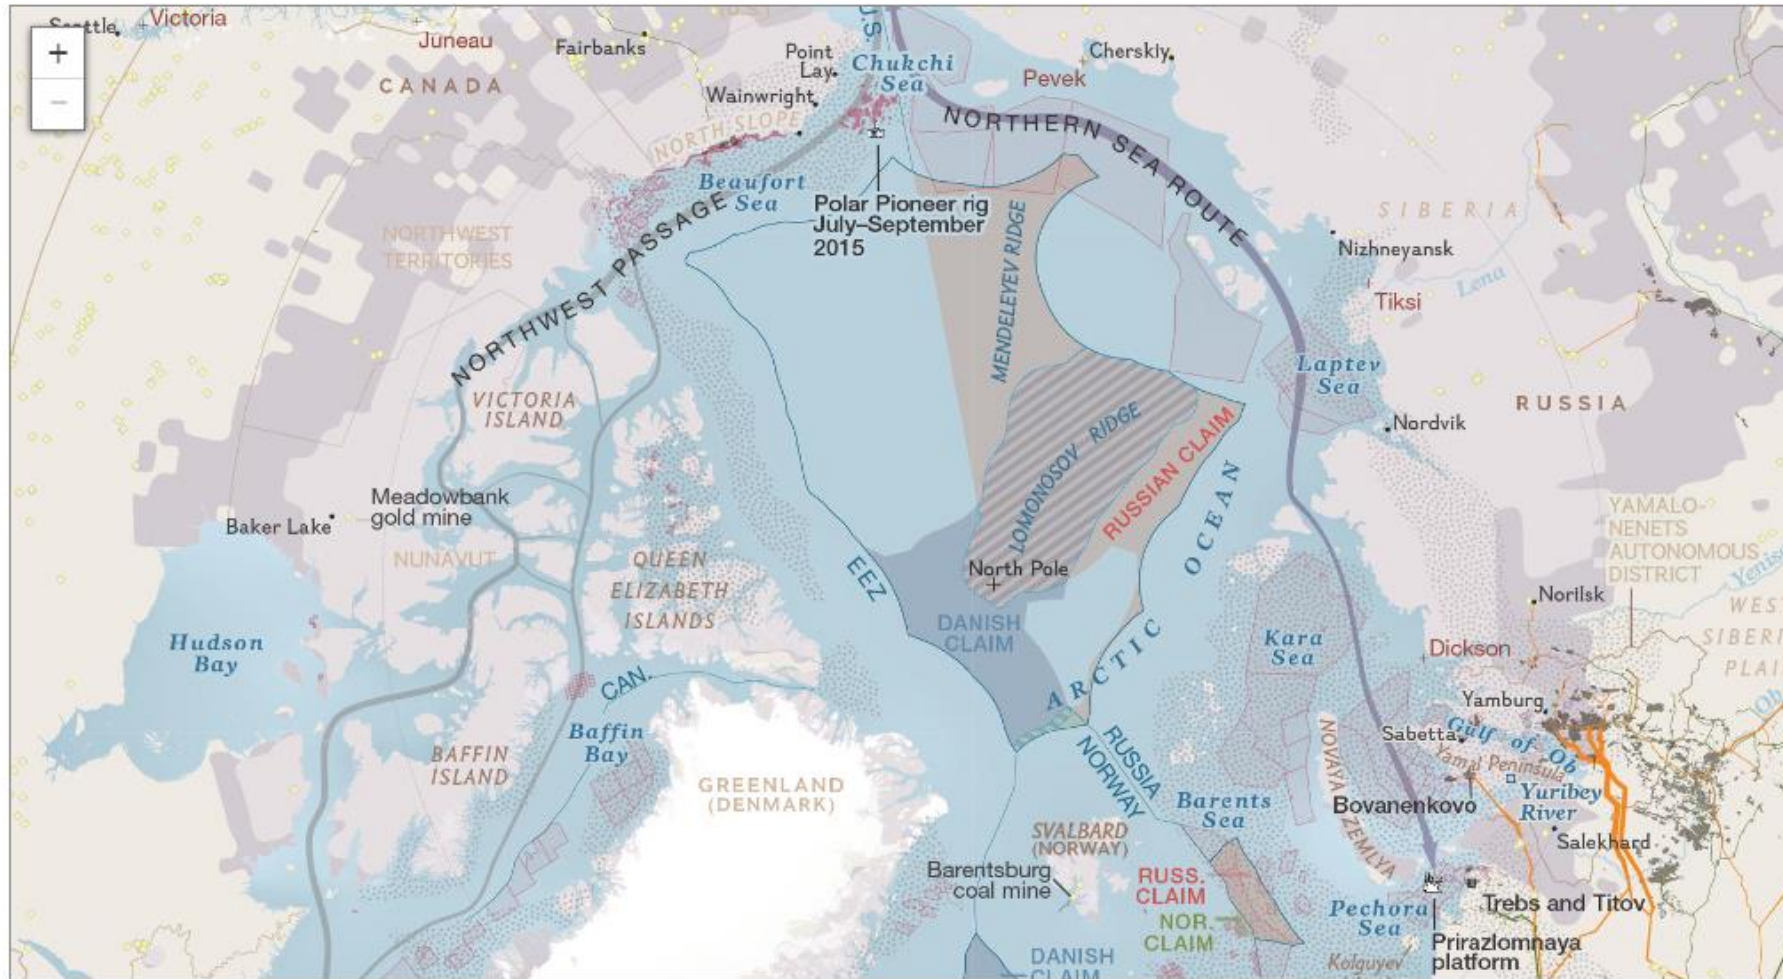 Victoria
Juneau
Fairbanks
CANADA
Point
Lay
Wainwright
U.S.
Chukchi
Sea
Pevek
Cherskiy
NORTH SLOPE
NORTHERN SEA ROUTE
Beaufort
Sea
Polar Pioneer rig
July–September
2015
NORTHWEST
TERRITORIES
NORTHWEST PASSAGE
MENDELEYEV RIDGE
SIBERIA
Nizhneyansk
Lena
Tiksi
VICTORIA
ISLAND
Laptev
Sea
RUSSIA
Nordvik
LOMONOSOV RIDGE
RUSSIAN CLAIM
Meadowbank
gold mine
Baker Lake
NUNAVUT
QUEEN
ELIZABETH
ISLANDS
EEZ
North Pole
ARCTIC OCEAN
YAMALO-
NENETS
AUTONOMOUS
DISTRICT
Norilsk
DANISH
CLAIM
Kara
Sea
Dickson
Hudson
Bay
CAN.
Yamburg
Sabetta
Gulf of Ob
Yamal Peninsula
Ob
Baffin
Bay
BAFFIN
ISLAND
RUSSIA
NORWAY
NOVAYA ZEMLYA
GREENLAND
(DENMARK)
Barents
Sea
Bovanenkovo
Yuribey
River
SVALBARD
(NORWAY)
Salekhard
Barentsburg
coal mine
RUSS.
CLAIM
NOR.
CLAIM
Pechora
Sea
Trebs and Titov
Prirazlomnaya
platform
DANISH
CLAIM
Kolguyev